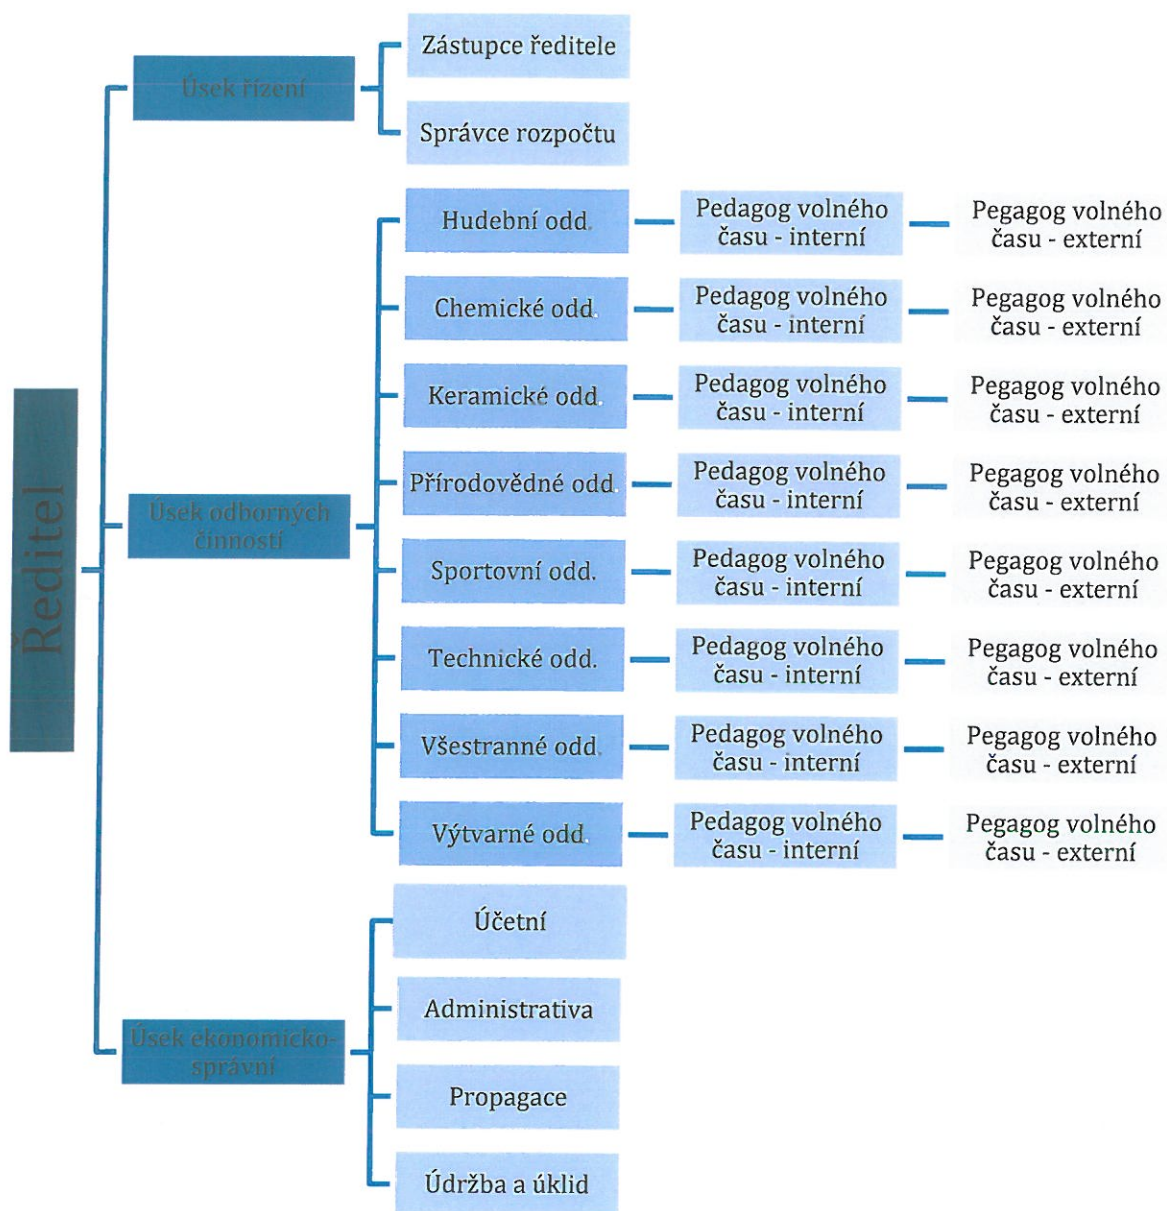 Ředitel
Úsek řízení
Zástupce ředitele
Správce rozpočtu
Úsek odborných
činností
Hudební odd.
Pedagog volného
času - interní
Pegagog volného
času - externí
Chemické odd.
Pedagog volného
času - interní
Pegagog volného
času - externí
Keramické odd.
Pedagog volného
času - interní
Pegagog volného
času - externí
Přírodovědné odd.
Pedagog volného
času - interní
Pegagog volného
času - externí
Sportovní odd.
Pedagog volného
času - interní
Pegagog volného
času - externí
Technické odd.
Pedagog volného
času - interní
Pegagog volného
času - externí
Všestranné odd.
Pedagog volného
času - interní
Pegagog volného
času - externí
Výtvarné odd.
Pedagog volného
času - interní
Pegagog volného
času - externí
Úsek ekonomicko-
správní
Účetní
Administrativa
Propagace
Údržba a úklid